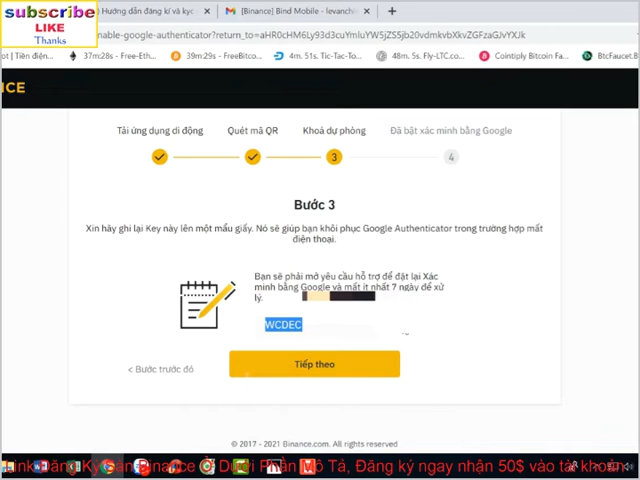 subscribe
LIKE
Thanks
Hướng dẫn đăng kí và kyc
[Binance] Bind Mobile - levanchi
nable-google-authenticator?return_to=
ot | Tiền điện...
37m:28s - Free-Eth...
39m:29s - FreeBitco...
4m. 51s. Tic-Tac-To...
48m. 5s. Fly-LTC.co...
Cointiply Bitcoin Fa...
BtcFaucet.B
NCE
Tải ứng dụng di động
Quét mã QR
Khoá dự phòng
Đã bật xác minh bằng Google
3
4
Bước 3
Xin hãy ghi lại Key này lên một mẩu giấy. Nó sẽ giúp bạn khôi phục Google Authenticator trong trường hợp mất
điện thoại.
Bạn sẽ phải mở yêu cầu hỗ trợ để đặt lại Xác
minh bằng Google và mất ít nhất 7 ngày để xử
lý.
WCDEC
< Bước trước đó
Tiếp theo
© 2017 - 2021 Binance.com. All rights reserved
Link Đăng Ký Sàn Binance Ở Dưới Phần Mô Tả, Đăng ký ngay nhận 50$ vào tài khoản,